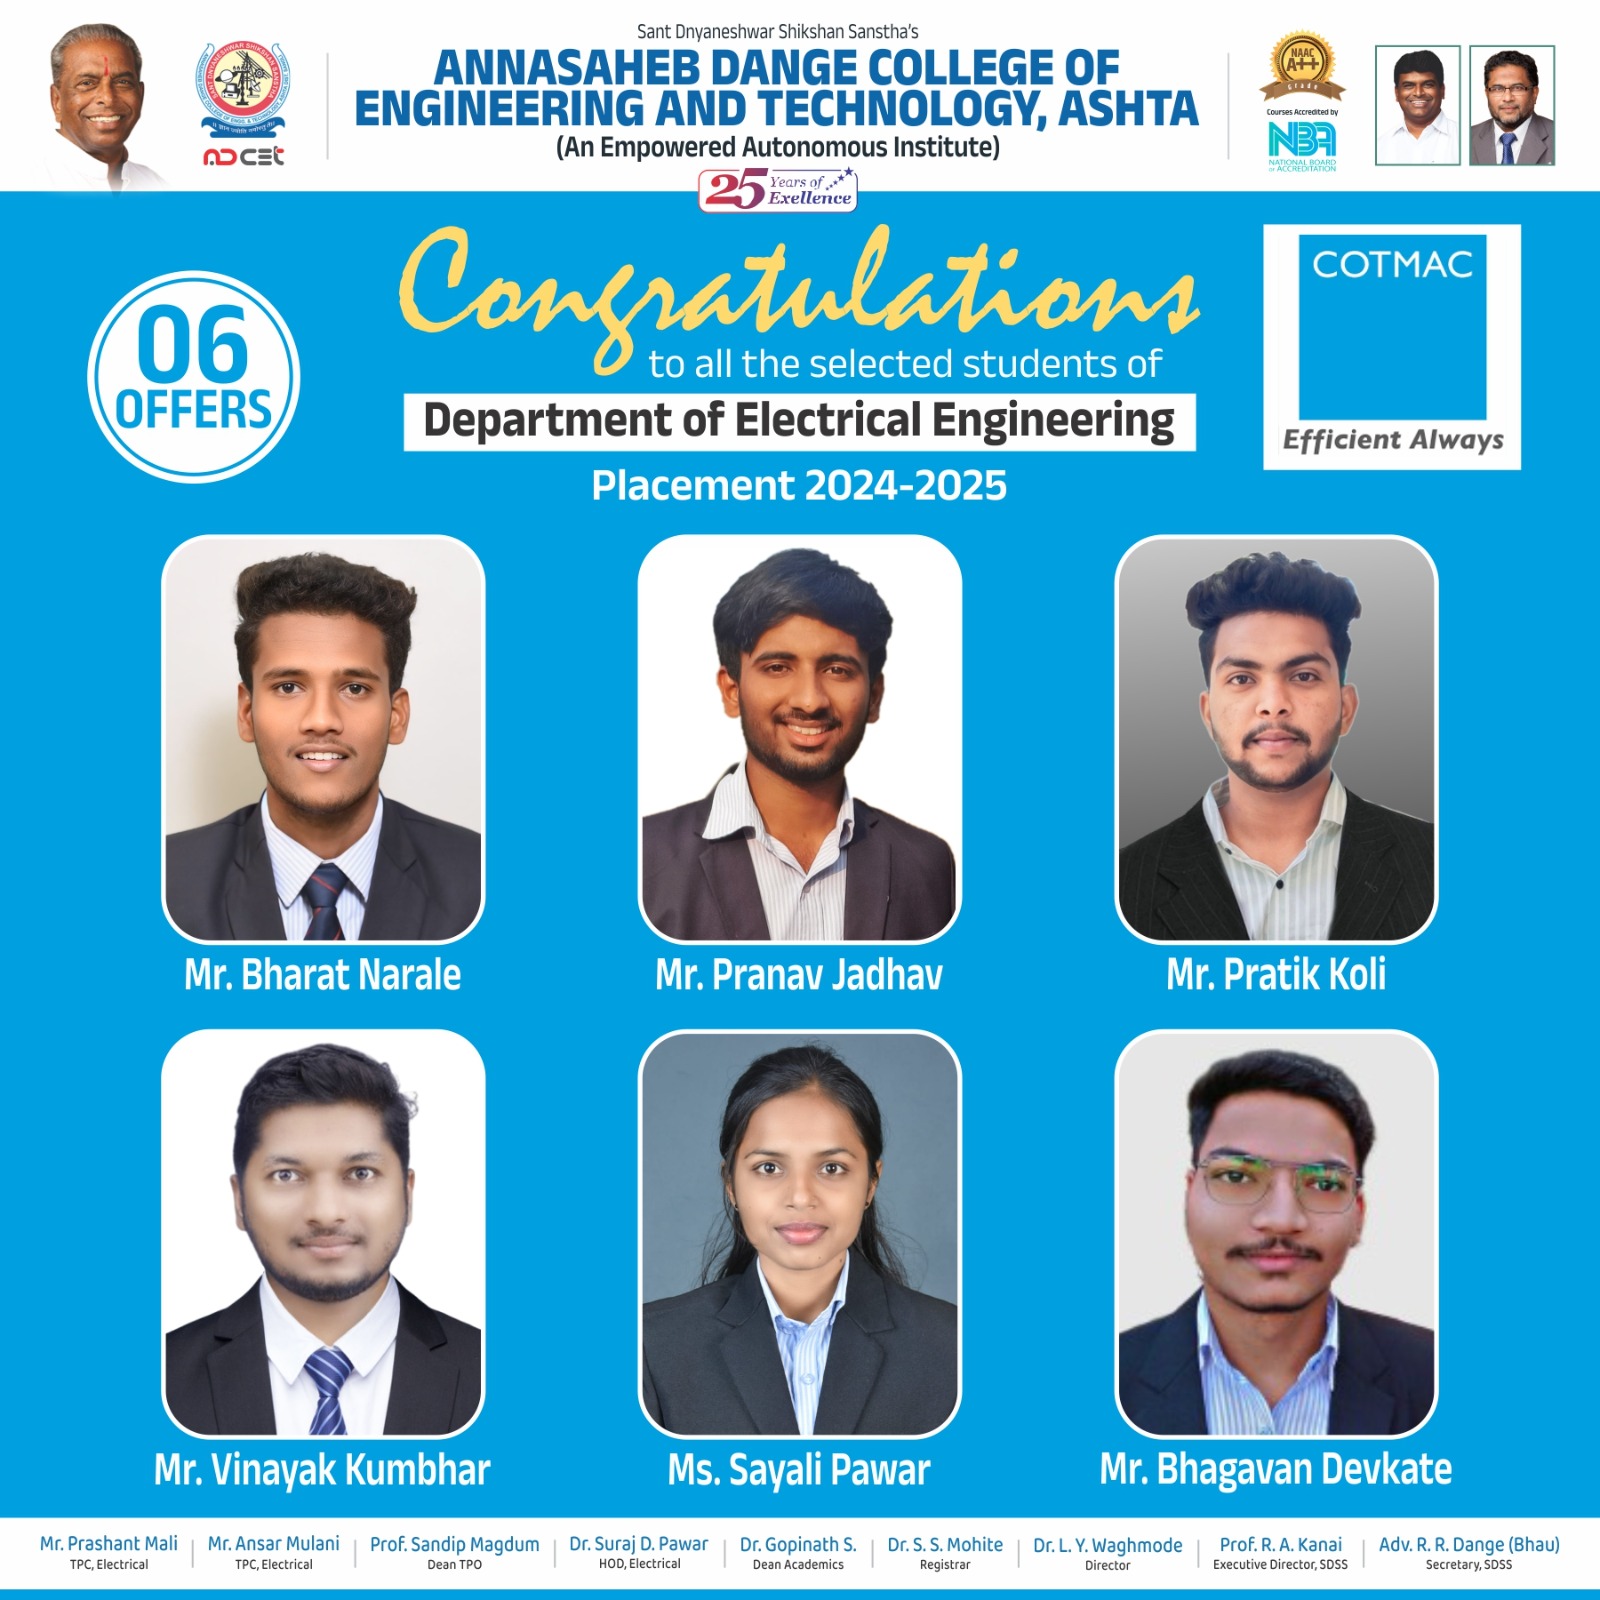 Sant Dnyaneshwar Shikshan Sanstha's
ANNASAHEB DANGE COLLEGE OF
ENGINEERING AND TECHNOLOGY, ASHTA
(An Empowered Autonomous Institute)
ADCET
NAAC
A++
Grade
Courses Accredited by
NBA
NATIONAL BOARD
OF ACCREDITATION
25 Years of
Exellence
06
OFFERS
Congratulations
to all the selected students of
Department of Electrical Engineering
Placement 2024-2025
COTMAC
Efficient Always
Mr. Bharat Narale
Mr. Pranav Jadhav
Mr. Pratik Koli
Mr. Vinayak Kumbhar
Ms. Sayali Pawar
Mr. Bhagavan Devkate
Mr. Prashant Mali
TPC, Electrical
Mr. Ansar Mulani
TPC, Electrical
Prof. Sandip Magdum
Dean TPO
Dr. Suraj D. Pawar
HOD, Electrical
Dr. Gopinath S.
Dean Academics
Dr. S. S. Mohite
Registrar
Dr. L. Y. Waghmode
Director
Prof. R. A. Kanai
Executive Director, SDSS
Adv. R. R. Dange (Bhau)
Secretary, SDSS